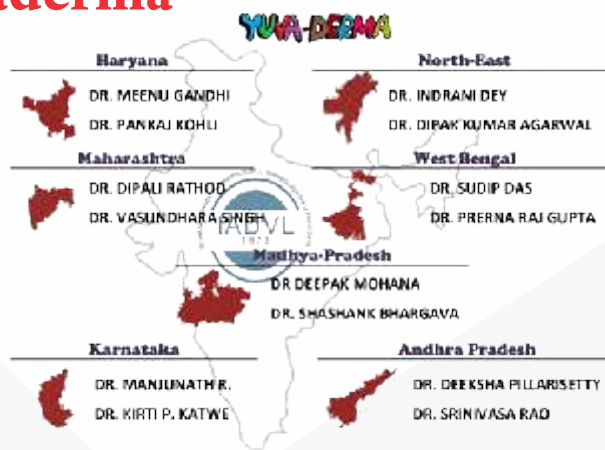 YUVA-DERMA
Haryana
DR. MEENU GANDHI
DR. PANKAJ KOHLI
North-East
DR. INDRANI DEY
DR. DIPAK KUMAR AGARWAL
Maharashtra
DR. DIPALI RATHOD
DR. VASUNDHARA SINGH
West Bengal
DR. SUDIP DAS
DR. PRERNA RAJ GUPTA
IADVL
1973
Madhya-Pradesh
DR DEEPAK MOHANA
DR. SHASHANK BHARGAVA
Karnataka
DR. MANJUNATH R.
DR. KIRTI P. KATWE
Andhra Pradesh
DR. DEEKSHA PILLARISETTY
DR. SRINIVASA RAO